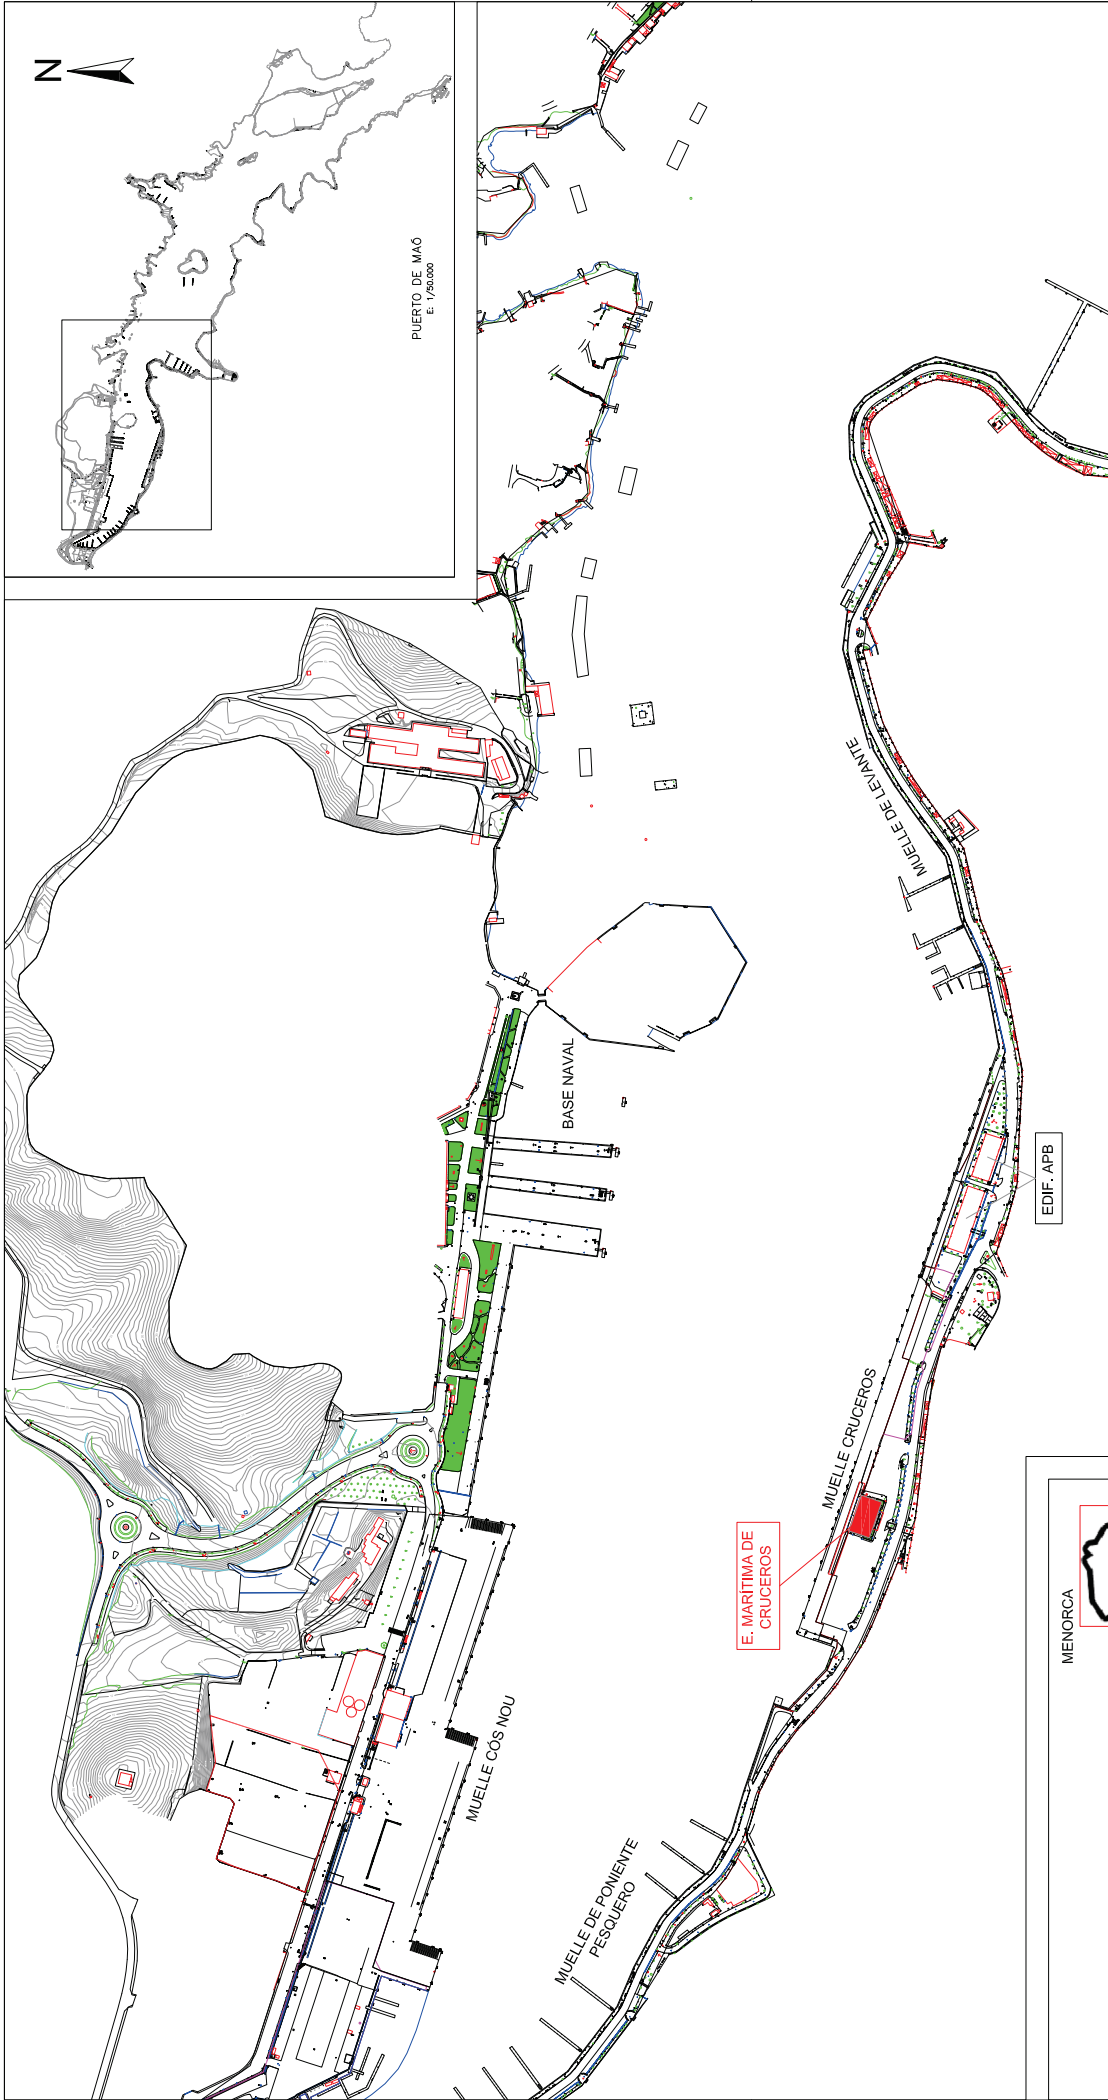 N
PUERTO DE MAÓ
E: 1/50.000
BASE NAVAL
MUELLE DE LEVANTE
EDIF. APB
MUELLE CRUCEROS
E. MARÍTIMA DE
CRUCEROS
MUELLE CÓS NOU
MUELLE DE PONIENTE
PESQUERO
MENORCA